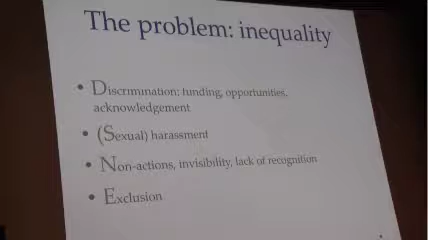 The problem: inequality
• Discrimination: funding, opportunities,
acknowledgement
• (Sexual) harassment
• Non-actions, invisibility, lack of recognition
• Exclusion